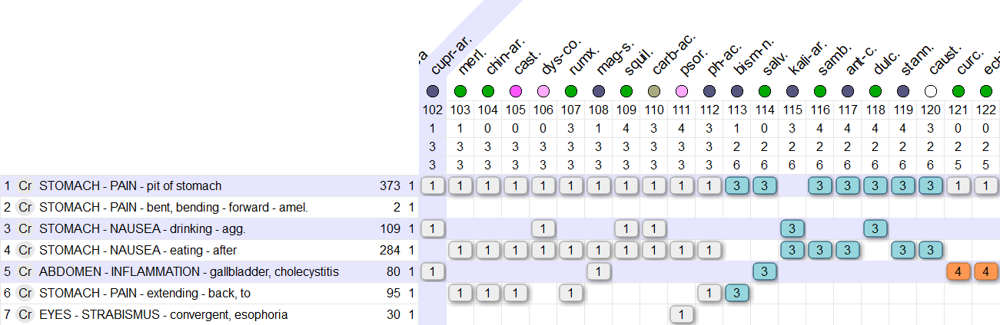 cupr-ar. merl. chin-ar. cast. dys-co. rumx. mag-s. squil. carb-ac. psor. ph-ac. bism-n. salv. kali-ar. samb. ant-c. dulc. stann. caust. curc.
102 103 104 105 106 107 108 109 110 111 112 113 114 115 116 117 118 119 120 121 122
1 1 0 0 0 3 1 4 3 4 3 1 0 3 4 4 4 4 3 0 0
3 3 3 3 3 3 3 3 3 3 3 2 2 2 2 2 2 2 2 2 2
3 3 3 3 3 3 3 3 3 3 3 6 6 6 6 6 6 6 6 5 5
1 Cr STOMACH - PAIN - pit of stomach 373 1 1 1 1 1 1 1 1 1 1 1 1 3 3 3 3 3 3 3 1 1
2 Cr STOMACH - PAIN - bent, bending - forward - amel. 2 1
3 Cr STOMACH - NAUSEA - drinking - agg. 109 1 1 1 1 1 3 3
4 Cr STOMACH - NAUSEA - eating - after 284 1 1 1 1 1 1 1 1 1 1 1 3 3 3 3 3
5 Cr ABDOMEN - INFLAMMATION - gallbladder, cholecystitis 80 1 1 1 3 4 4
6 Cr STOMACH - PAIN - extending - back, to 95 1 1 1 1 1 1 3
7 Cr EYES - STRABISMUS - convergent, esophoria 30 1 1